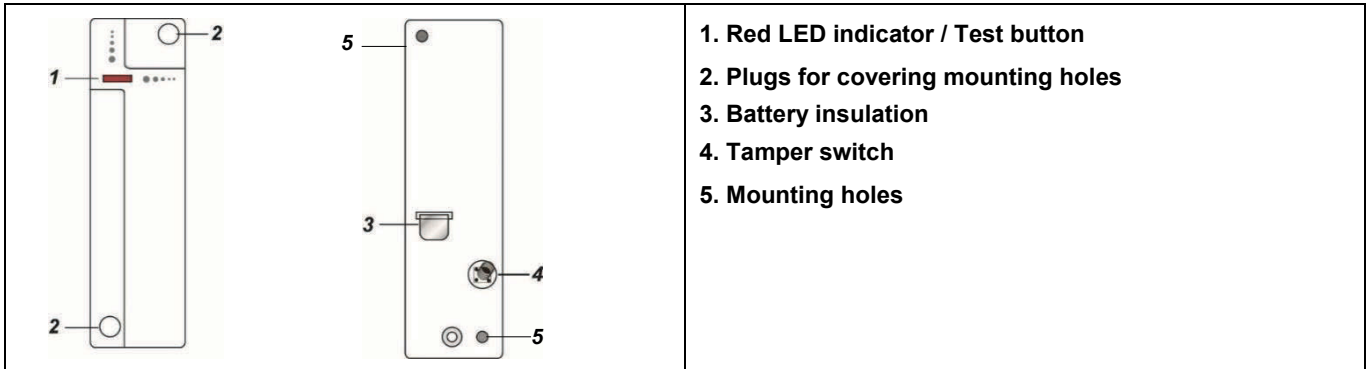 2
1
2
5
3
4
5
1. Red LED indicator / Test button
2. Plugs for covering mounting holes
3. Battery insulation
4. Tamper switch
5. Mounting holes